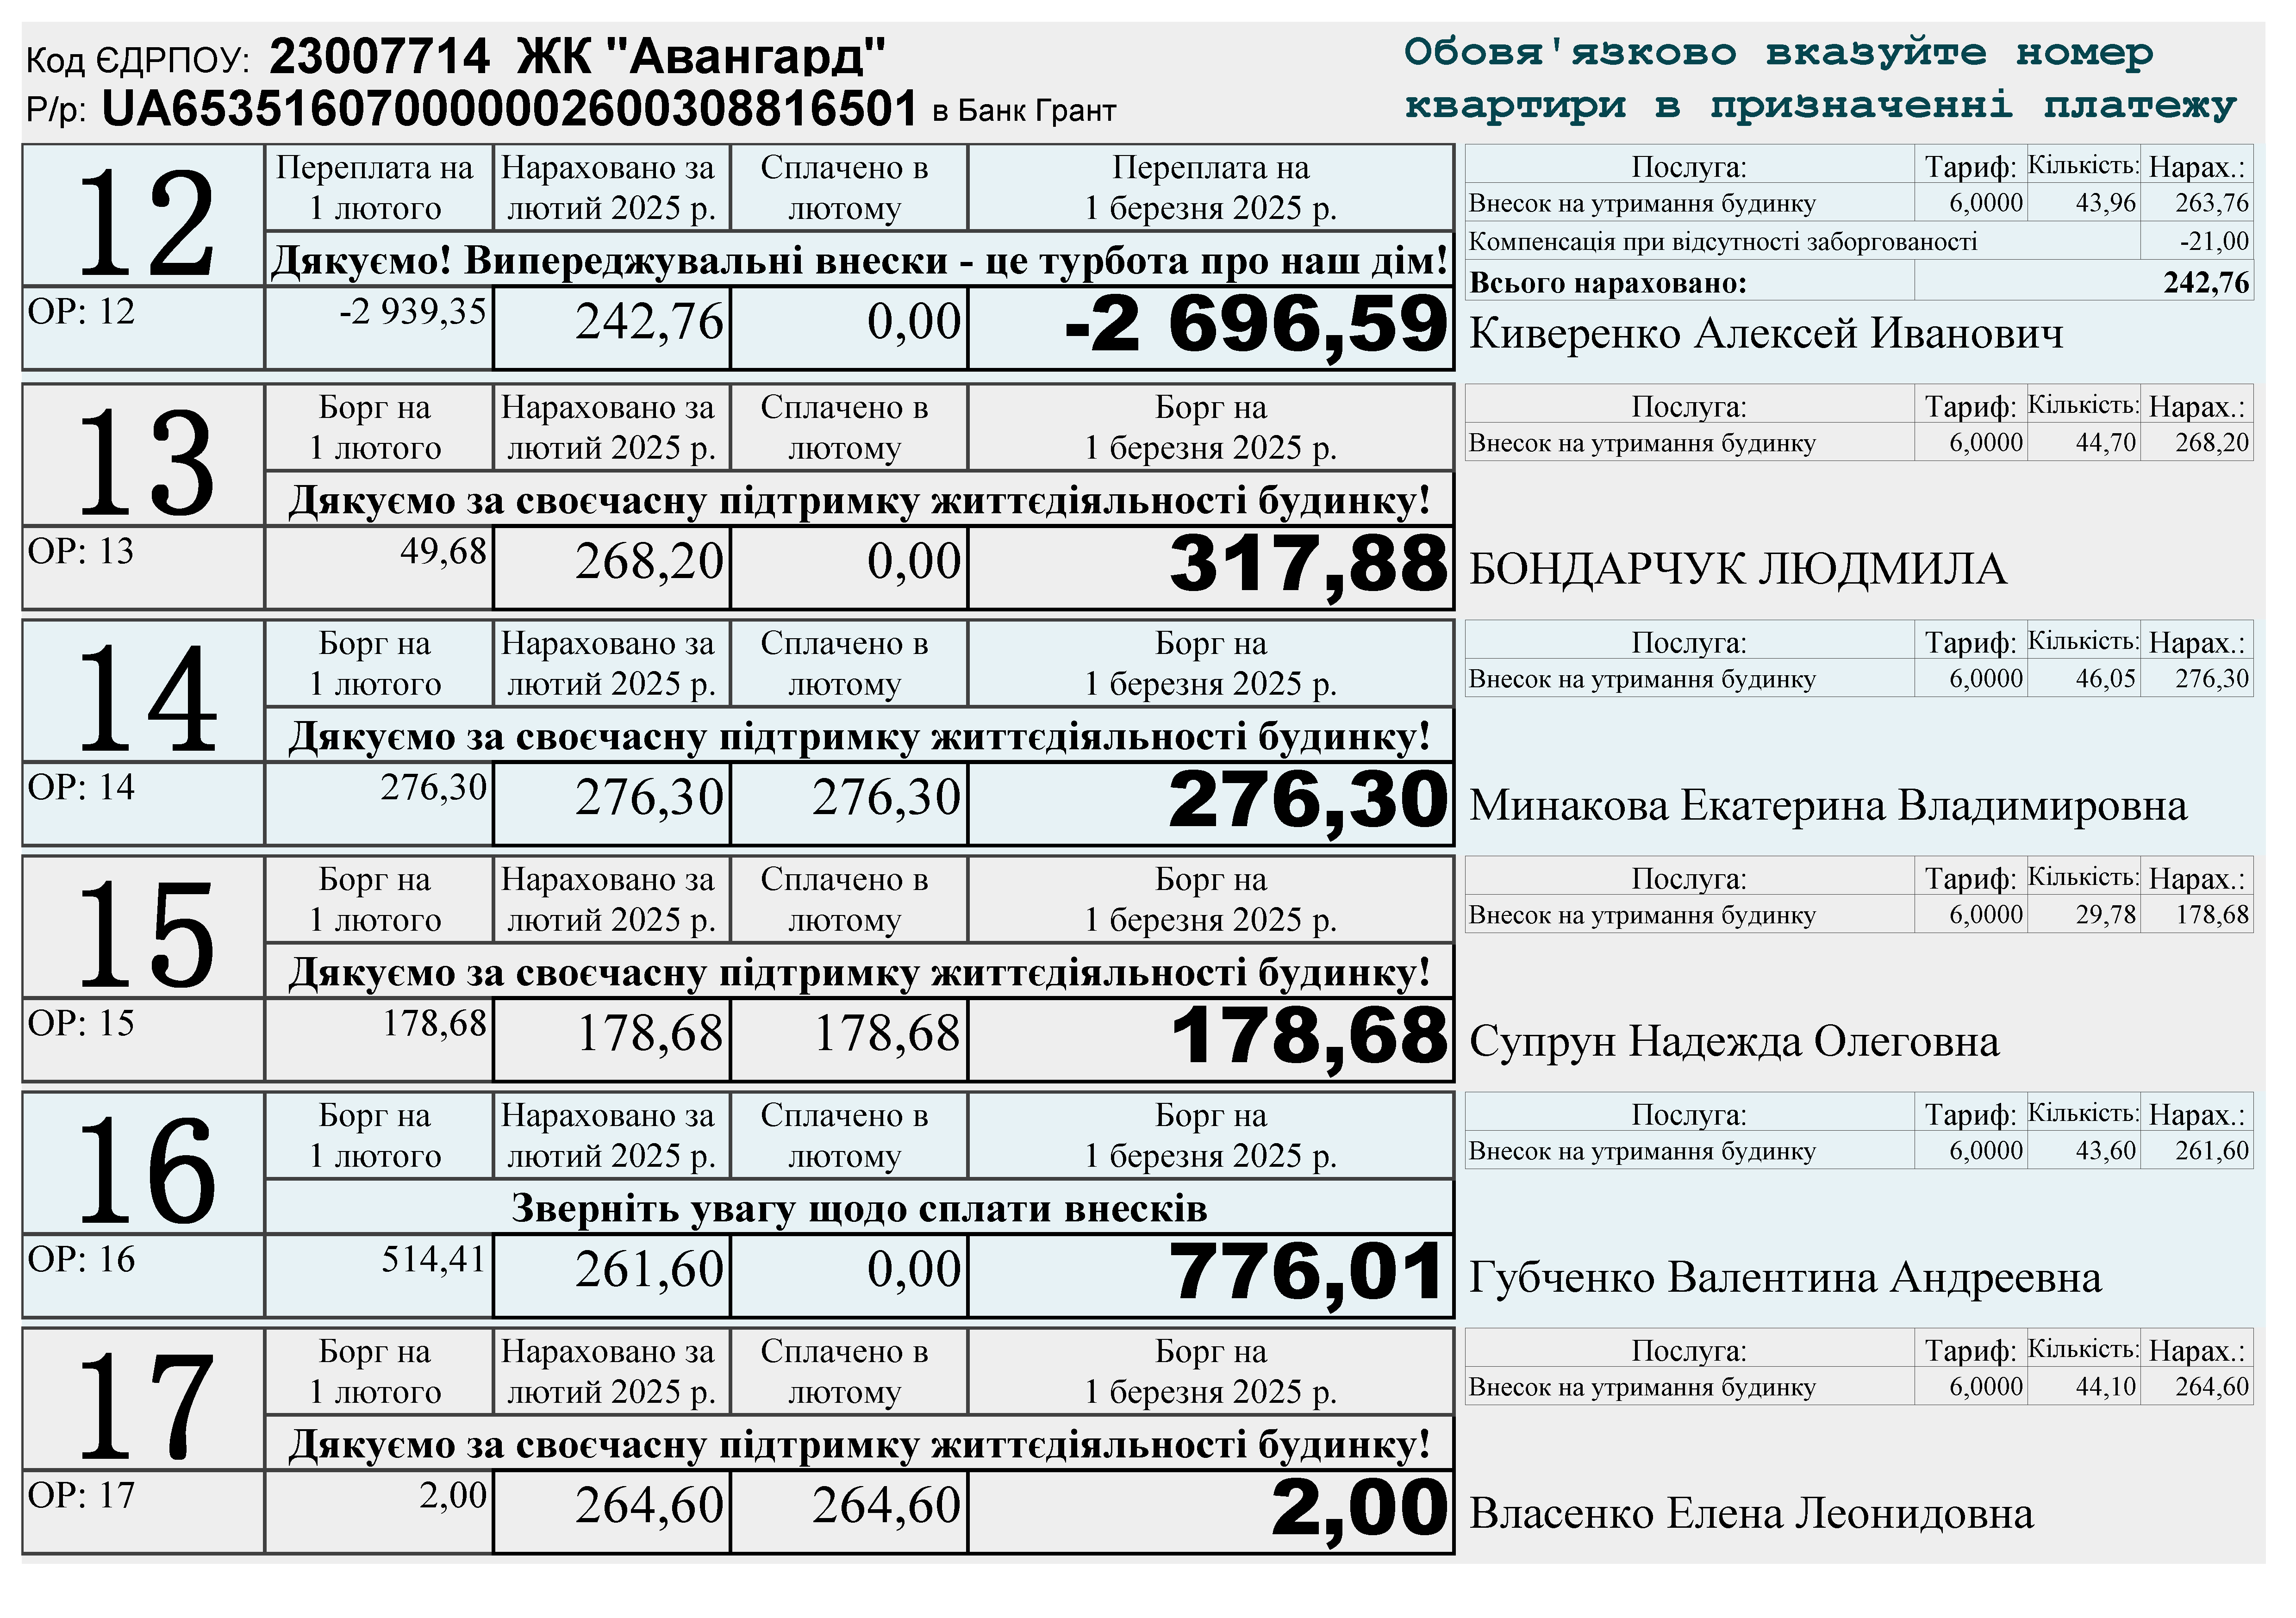 Код ЄДРПОУ: 23007714 ЖК "Авангард"
Р/р: UA653516070000002600308816501 в Банк Грант
Обовя'язково вказуйте номер
квартири в призначенні платежу
12
Переплата на 1 лютого
Нараховано за лютий 2025 р.
Сплачено в лютому
Переплата на 1 березня 2025 р.
Дякуємо! Випереджувальні внески - це турбота про наш дім!
ОР: 12 -2 939,35 242,76 0,00 -2 696,59
Послуга: Тариф: Кількість: Нарах.:
Внесок на утримання будинку 6,0000 43,96 263,76
Компенсація при відсутності заборгованості -21,00
Всього нараховано: 242,76
Киверенко Алексей Иванович
13
Борг на 1 лютого
Нараховано за лютий 2025 р.
Сплачено в лютому
Борг на 1 березня 2025 р.
Дякуємо за своєчасну підтримку життєдіяльності будинку!
ОР: 13 49,68 268,20 0,00 317,88
Послуга: Тариф: Кількість: Нарах.:
Внесок на утримання будинку 6,0000 44,70 268,20
БОНДАРЧУК ЛЮДМИЛА
14
Борг на 1 лютого
Нараховано за лютий 2025 р.
Сплачено в лютому
Борг на 1 березня 2025 р.
Дякуємо за своєчасну підтримку життєдіяльності будинку!
ОР: 14 276,30 276,30 276,30 276,30
Послуга: Тариф: Кількість: Нарах.:
Внесок на утримання будинку 6,0000 46,05 276,30
Минакова Екатерина Владимировна
15
Борг на 1 лютого
Нараховано за лютий 2025 р.
Сплачено в лютому
Борг на 1 березня 2025 р.
Дякуємо за своєчасну підтримку життєдіяльності будинку!
ОР: 15 178,68 178,68 178,68 178,68
Послуга: Тариф: Кількість: Нарах.:
Внесок на утримання будинку 6,0000 29,78 178,68
Супрун Надежда Олеговна
16
Борг на 1 лютого
Нараховано за лютий 2025 р.
Сплачено в лютому
Борг на 1 березня 2025 р.
Зверніть увагу щодо сплати внесків
ОР: 16 514,41 261,60 0,00 776,01
Послуга: Тариф: Кількість: Нарах.:
Внесок на утримання будинку 6,0000 43,60 261,60
Губченко Валентина Андреевна
17
Борг на 1 лютого
Нараховано за лютий 2025 р.
Сплачено в лютому
Борг на 1 березня 2025 р.
Дякуємо за своєчасну підтримку життєдіяльності будинку!
ОР: 17 2,00 264,60 264,60 2,00
Послуга: Тариф: Кількість: Нарах.:
Внесок на утримання будинку 6,0000 44,10 264,60
Власенко Елена Леонидовна